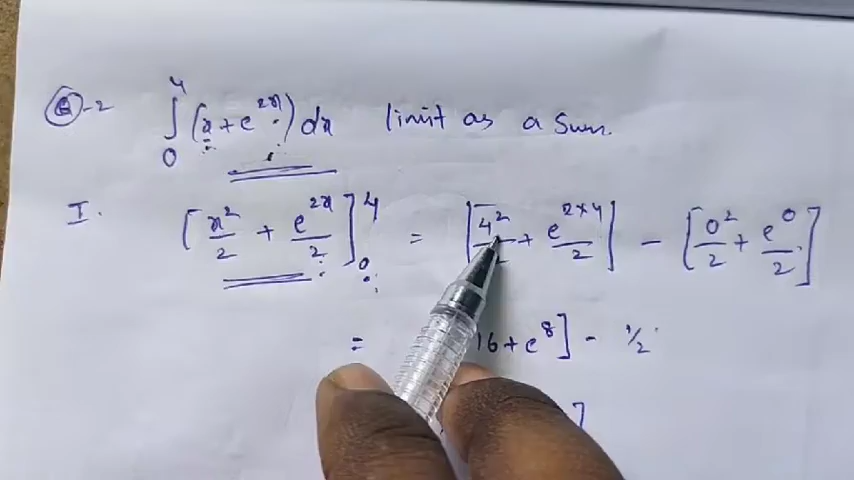 Q-2 ∫₀⁴ (x + e^{2x}) dx limit as a Sum.
I. [x²/2 + e^{2x}/2]₀⁴ = [4²/2 + e^{2×4}/2] - [0²/2 + e⁰/2]
= 16 + e⁸] - 1/2
]